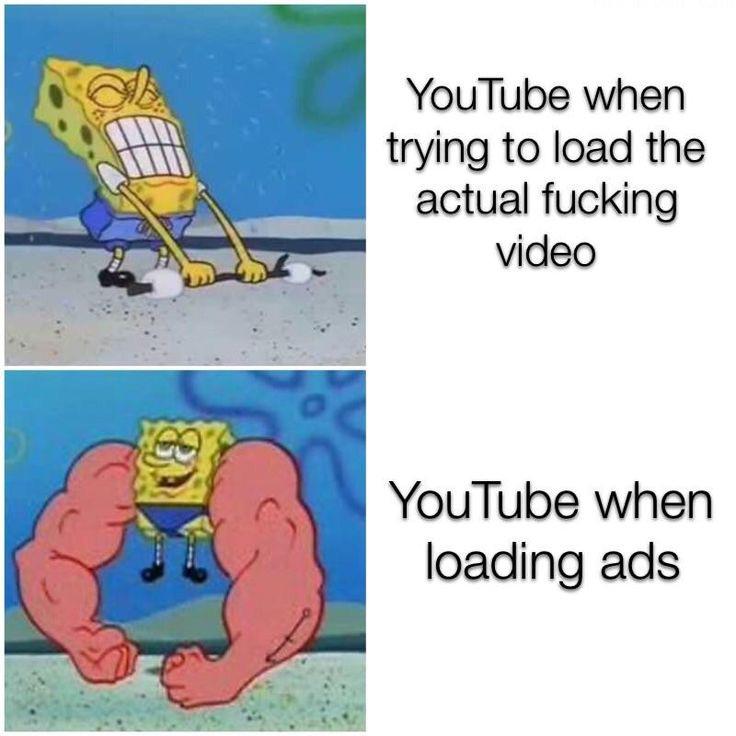 YouTube when
trying to load the
actual fucking
video
YouTube when
loading ads